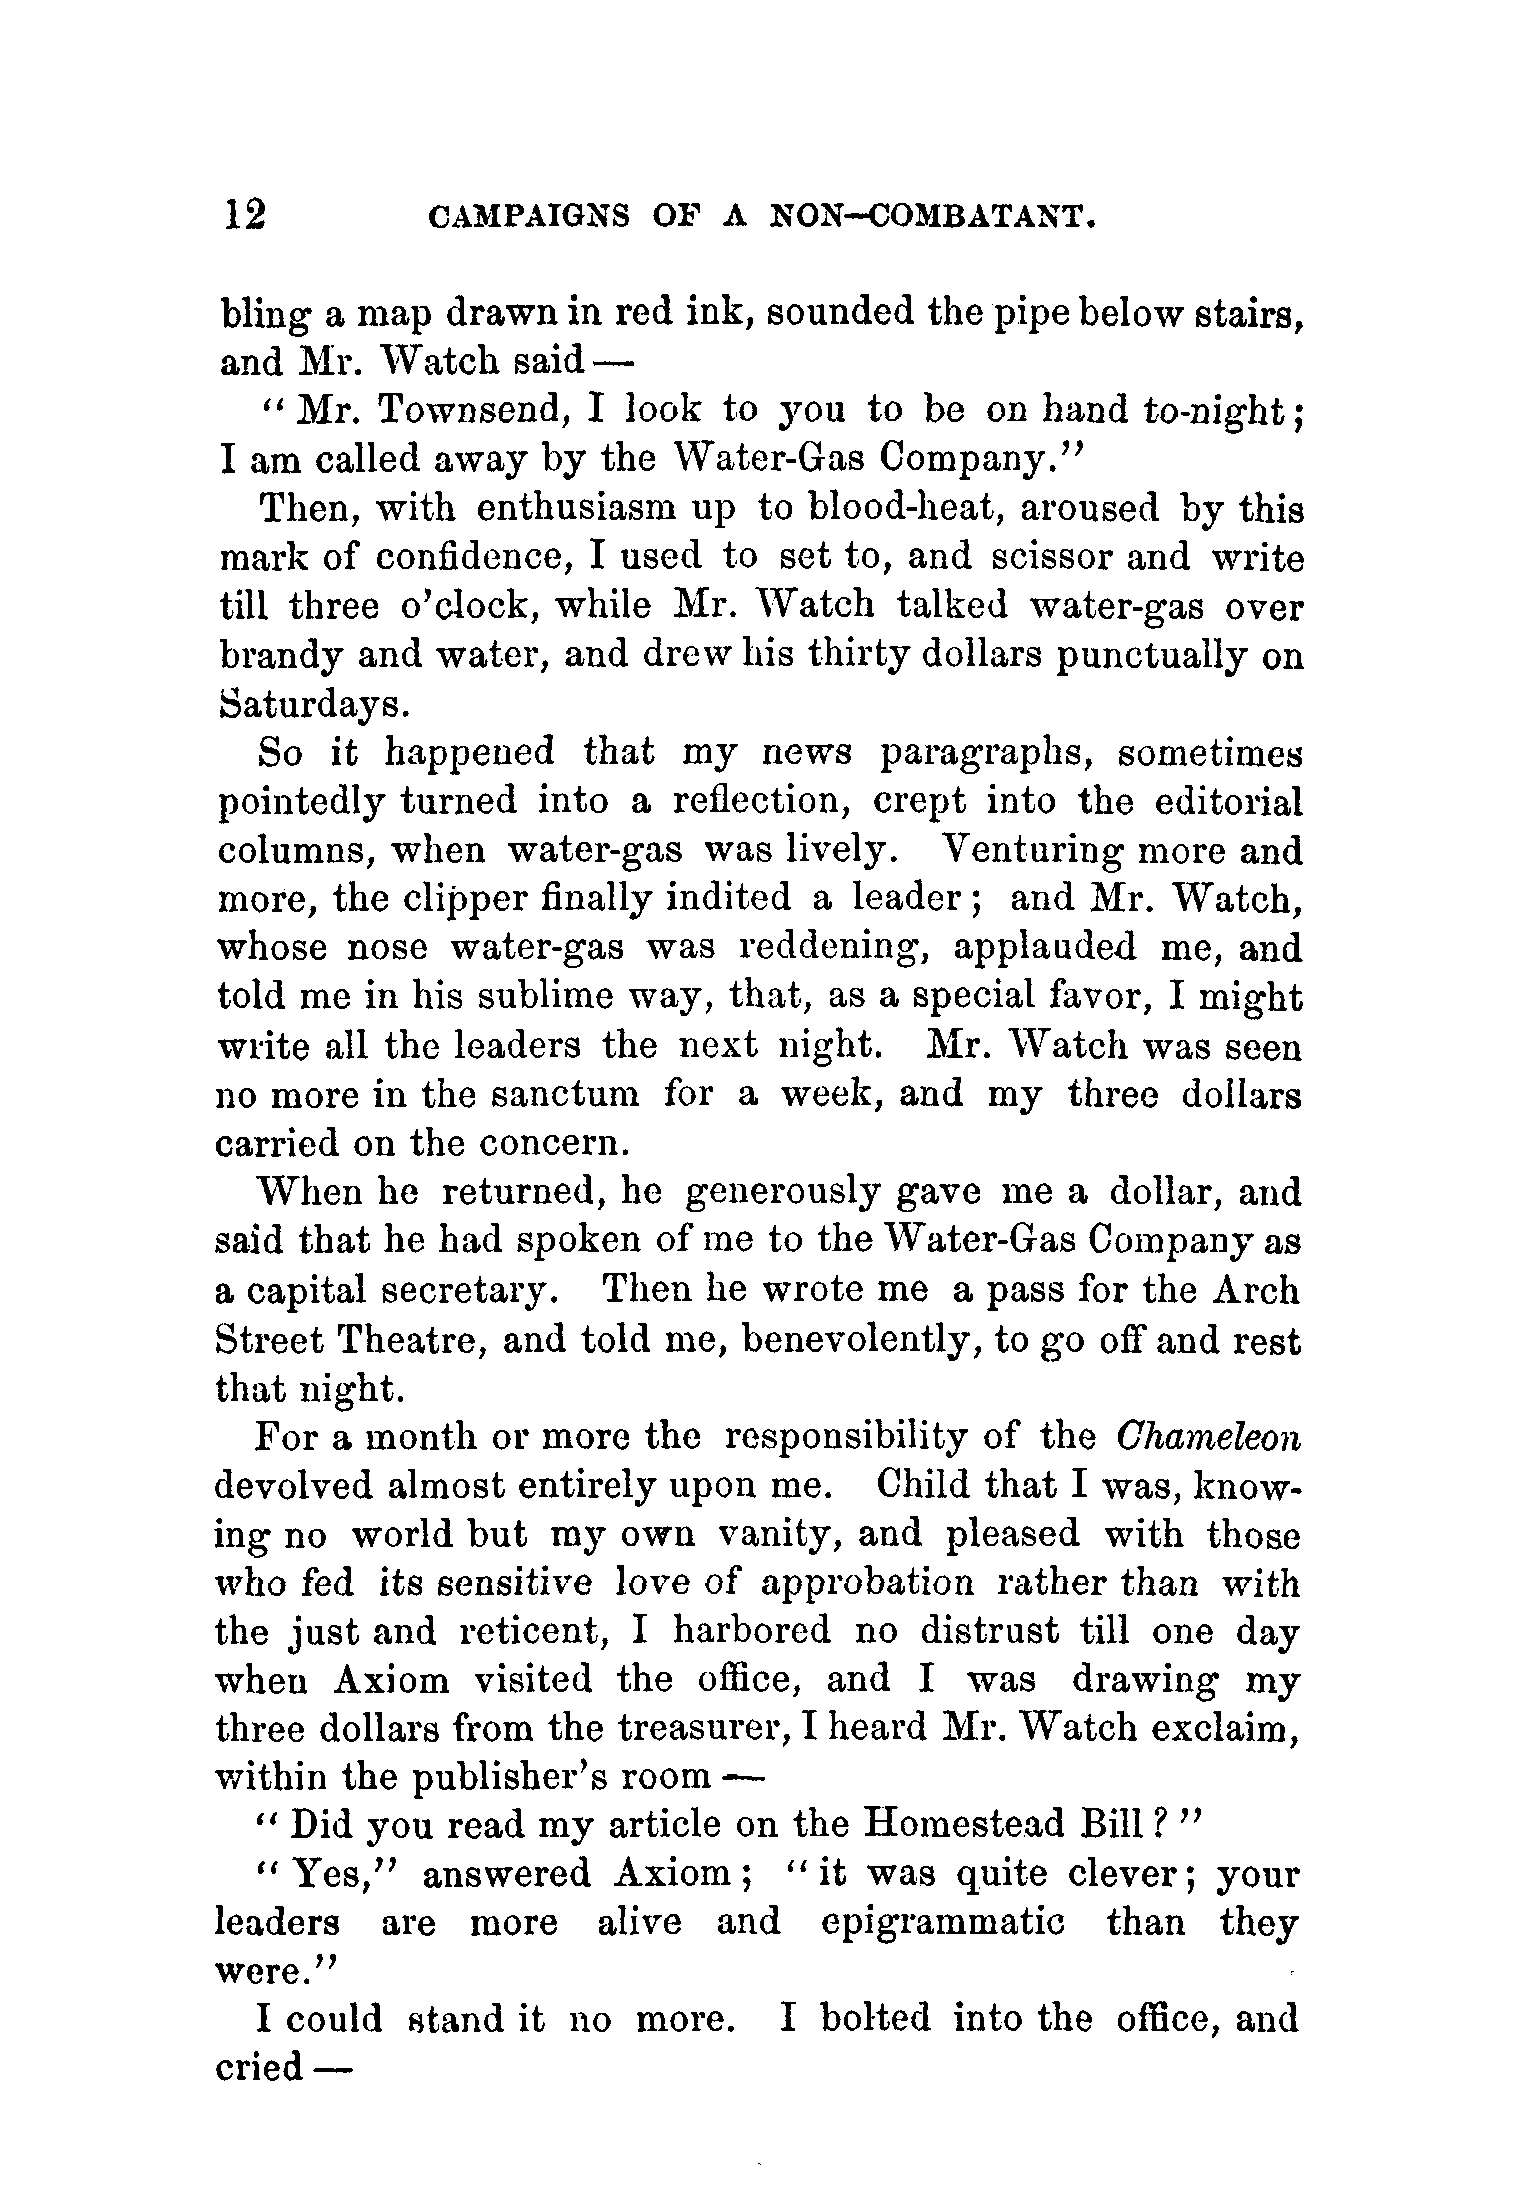 12 CAMPAIGNS OF A NON-COMBATANT.
bling a map drawn in red ink, sounded the pipe below stairs,
and Mr. Watch said —
“ Mr. Townsend, I look to you to be on hand to-night ;
I am called away by the Water-Gas Company.”
Then, with enthusiasm up to blood-heat, aroused by this
mark of confidence, I used to set to, and scissor and write
till three o’clock, while Mr. Watch talked water-gas over
brandy and water, and drew his thirty dollars punctually on
Saturdays.
So it happened that my news paragraphs, sometimes
pointedly turned into a reflection, crept into the editorial
columns, when water-gas was lively. Venturing more and
more, the clipper finally indited a leader ; and Mr. Watch,
whose nose water-gas was reddening, applauded me, and
told me in his sublime way, that, as a special favor, I might
write all the leaders the next night. Mr. Watch was seen
no more in the sanctum for a week, and my three dollars
carried on the concern.
When he returned, he generously gave me a dollar, and
said that he had spoken of me to the Water-Gas Company as
a capital secretary. Then he wrote me a pass for the Arch
Street Theatre, and told me, benevolently, to go off and rest
that night.
For a month or more the responsibility of the Chameleon
devolved almost entirely upon me. Child that I was, know-
ing no world but my own vanity, and pleased with those
who fed its sensitive love of approbation rather than with
the just and reticent, I harbored no distrust till one day
when Axiom visited the office, and I was drawing my
three dollars from the treasurer, I heard Mr. Watch exclaim,
within the publisher’s room —
“ Did you read my article on the Homestead Bill ? ”
“ Yes,” answered Axiom ; “ it was quite clever ; your
leaders are more alive and epigrammatic than they
were.”
I could stand it no more. I bolted into the office, and
cried —